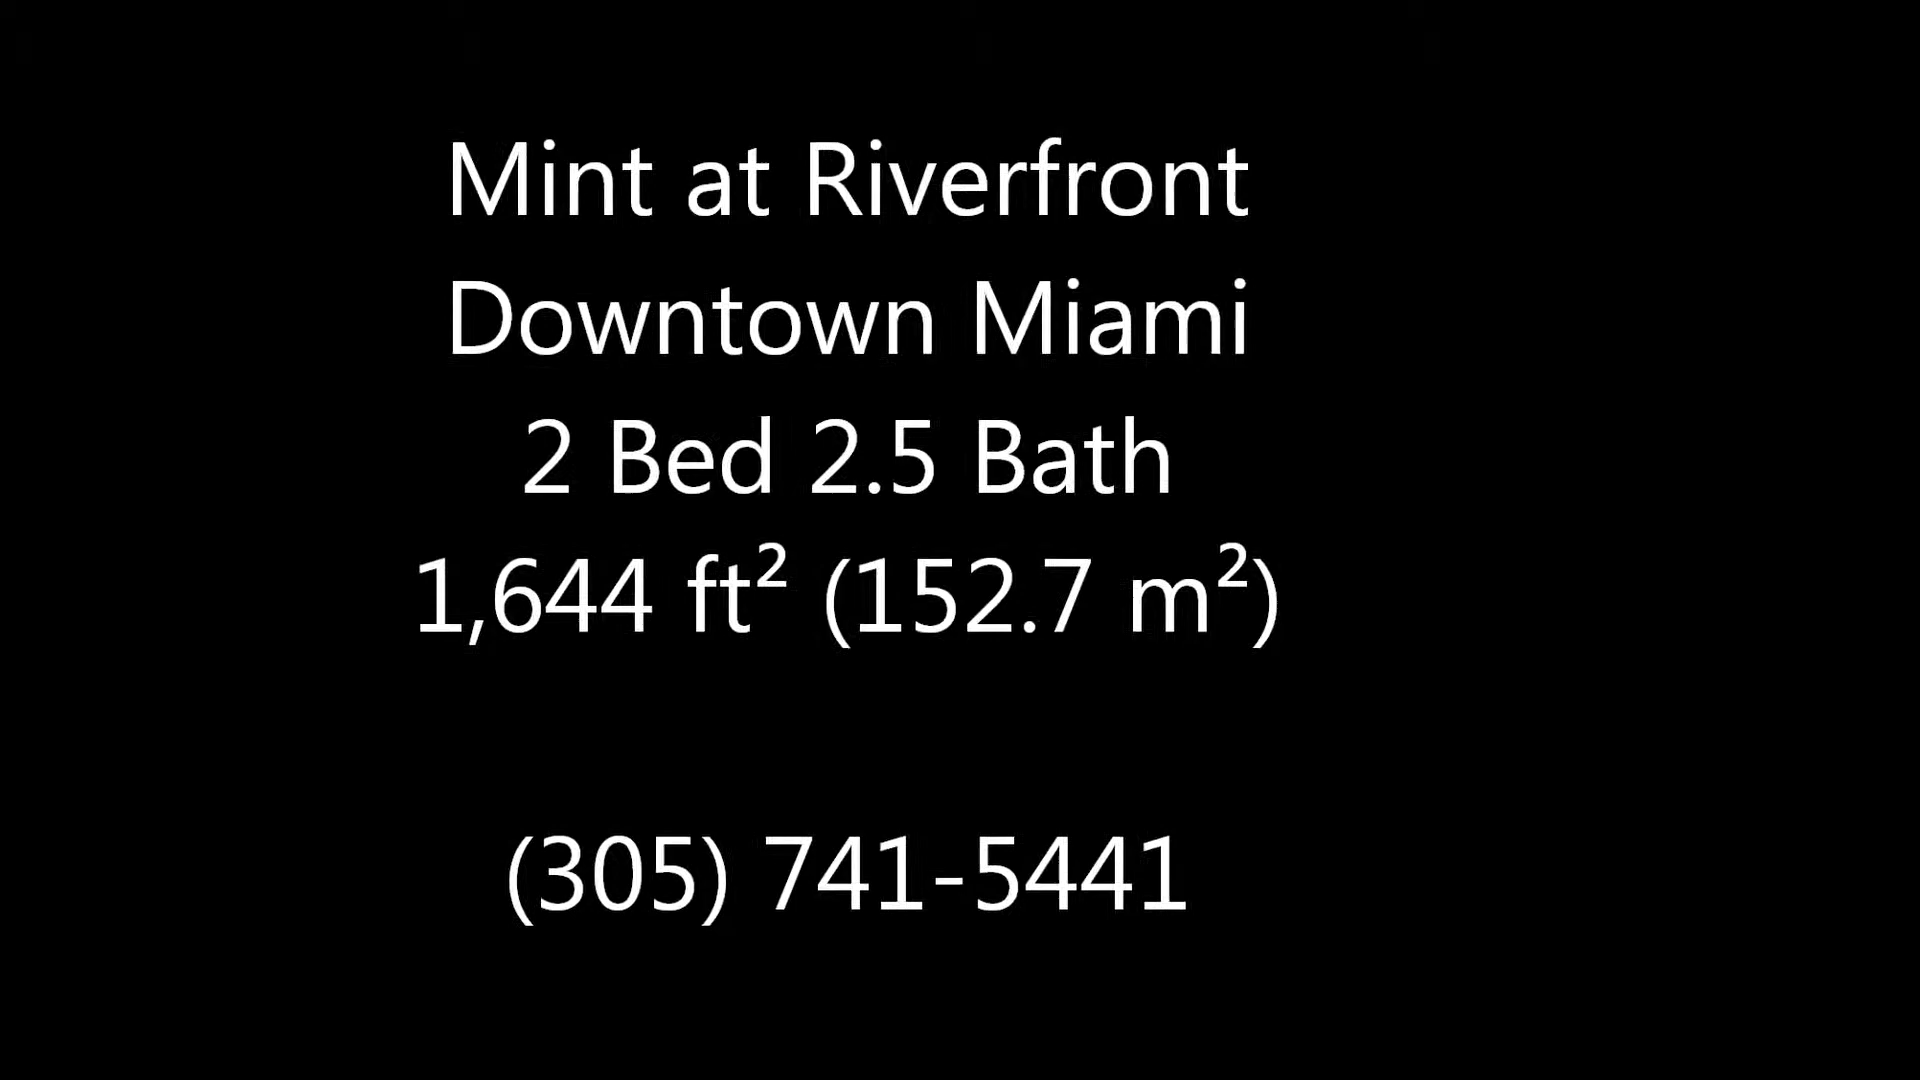 Mint at Riverfront
Downtown Miami
2 Bed 2.5 Bath
1,644 ft² (152.7 m²)
(305) 741-5441